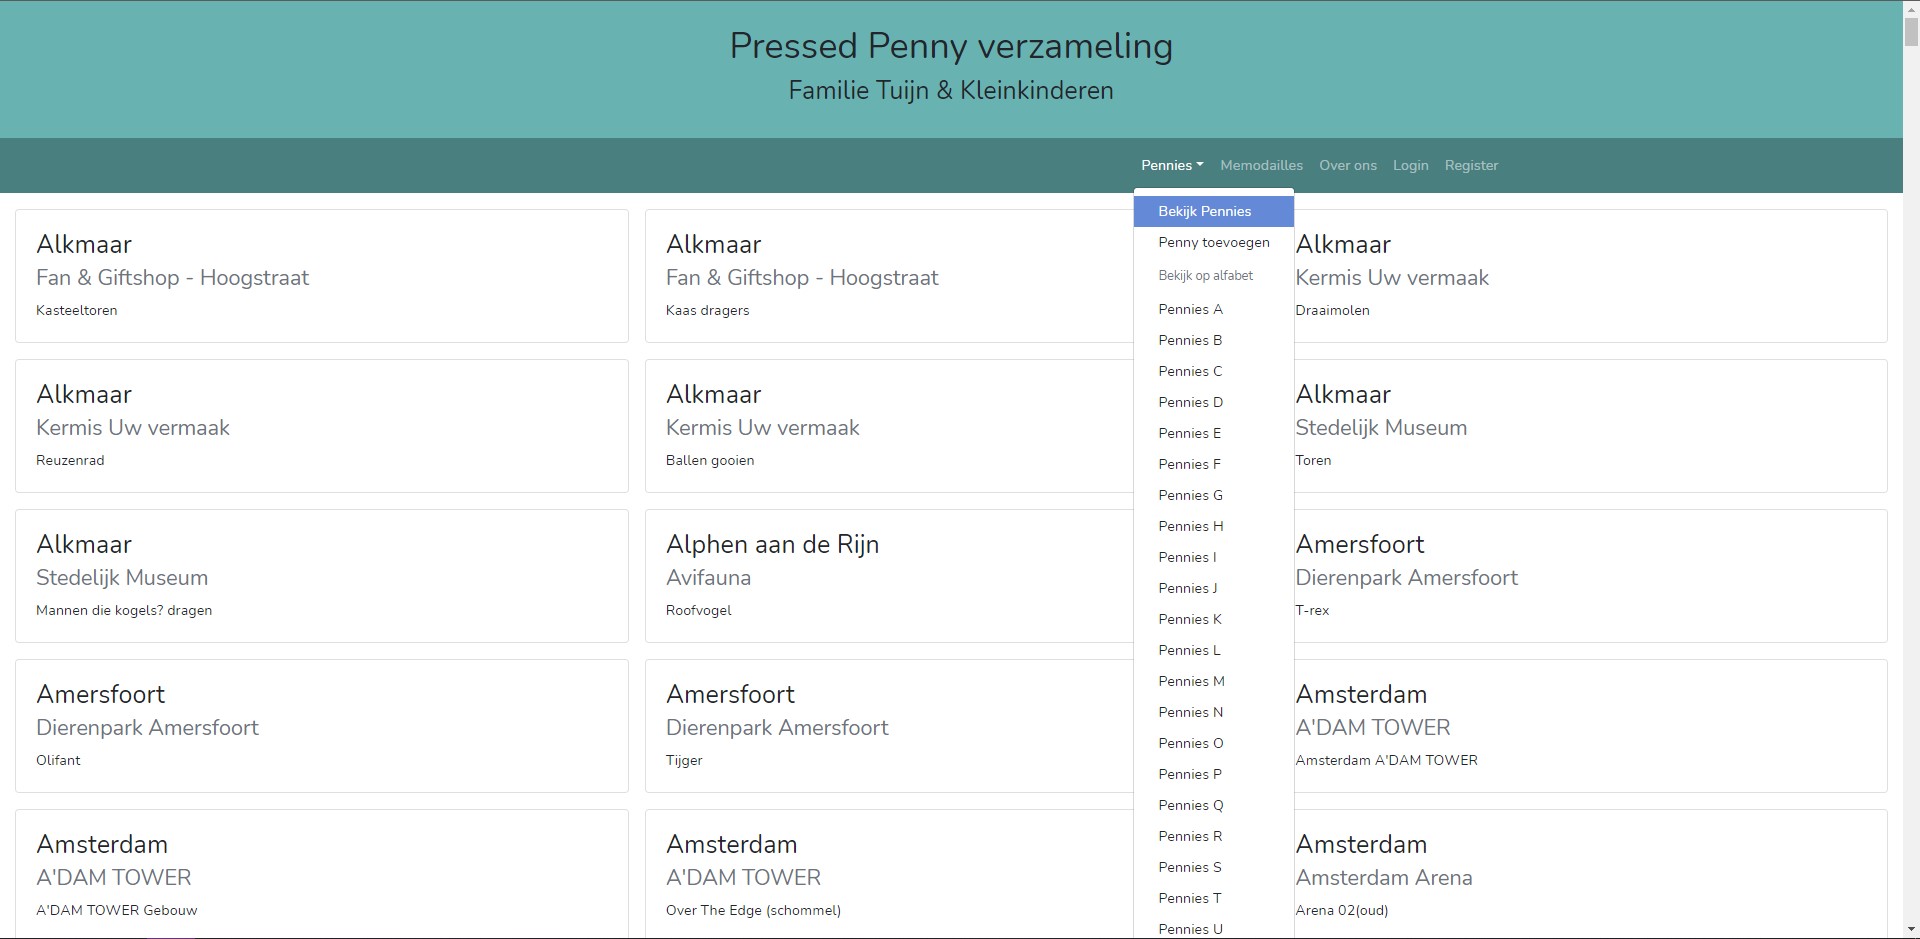 Pressed Penny verzameling
Familie Tuijn & Kleinkinderen
Pennies Memodailles Over ons Login Register
Bekijk Pennies
Penny toevoegen
Bekijk op alfabet
Pennies A
Pennies B
Pennies C
Pennies D
Pennies E
Pennies F
Pennies G
Pennies H
Pennies I
Pennies J
Pennies K
Pennies L
Pennies M
Pennies N
Pennies O
Pennies P
Pennies Q
Pennies R
Pennies S
Pennies T
Pennies U
Alkmaar
Fan & Giftshop - Hoogstraat
Kasteeltoren
Alkmaar
Fan & Giftshop - Hoogstraat
Kaas dragers
Alkmaar
Kermis Uw vermaak
Draaimolen
Alkmaar
Kermis Uw vermaak
Reuzenrad
Alkmaar
Kermis Uw vermaak
Ballen gooien
Alkmaar
Stedelijk Museum
Toren
Alkmaar
Stedelijk Museum
Mannen die kogels? dragen
Alphen aan de Rijn
Avifauna
Roofvogel
Amersfoort
Dierenpark Amersfoort
T-rex
Amersfoort
Dierenpark Amersfoort
Olifant
Amersfoort
Dierenpark Amersfoort
Tijger
Amsterdam
A'DAM TOWER
Amsterdam A'DAM TOWER
Amsterdam
A'DAM TOWER
A'DAM TOWER Gebouw
Amsterdam
A'DAM TOWER
Over The Edge (schommel)
Amsterdam
Amsterdam Arena
Arena 02(oud)